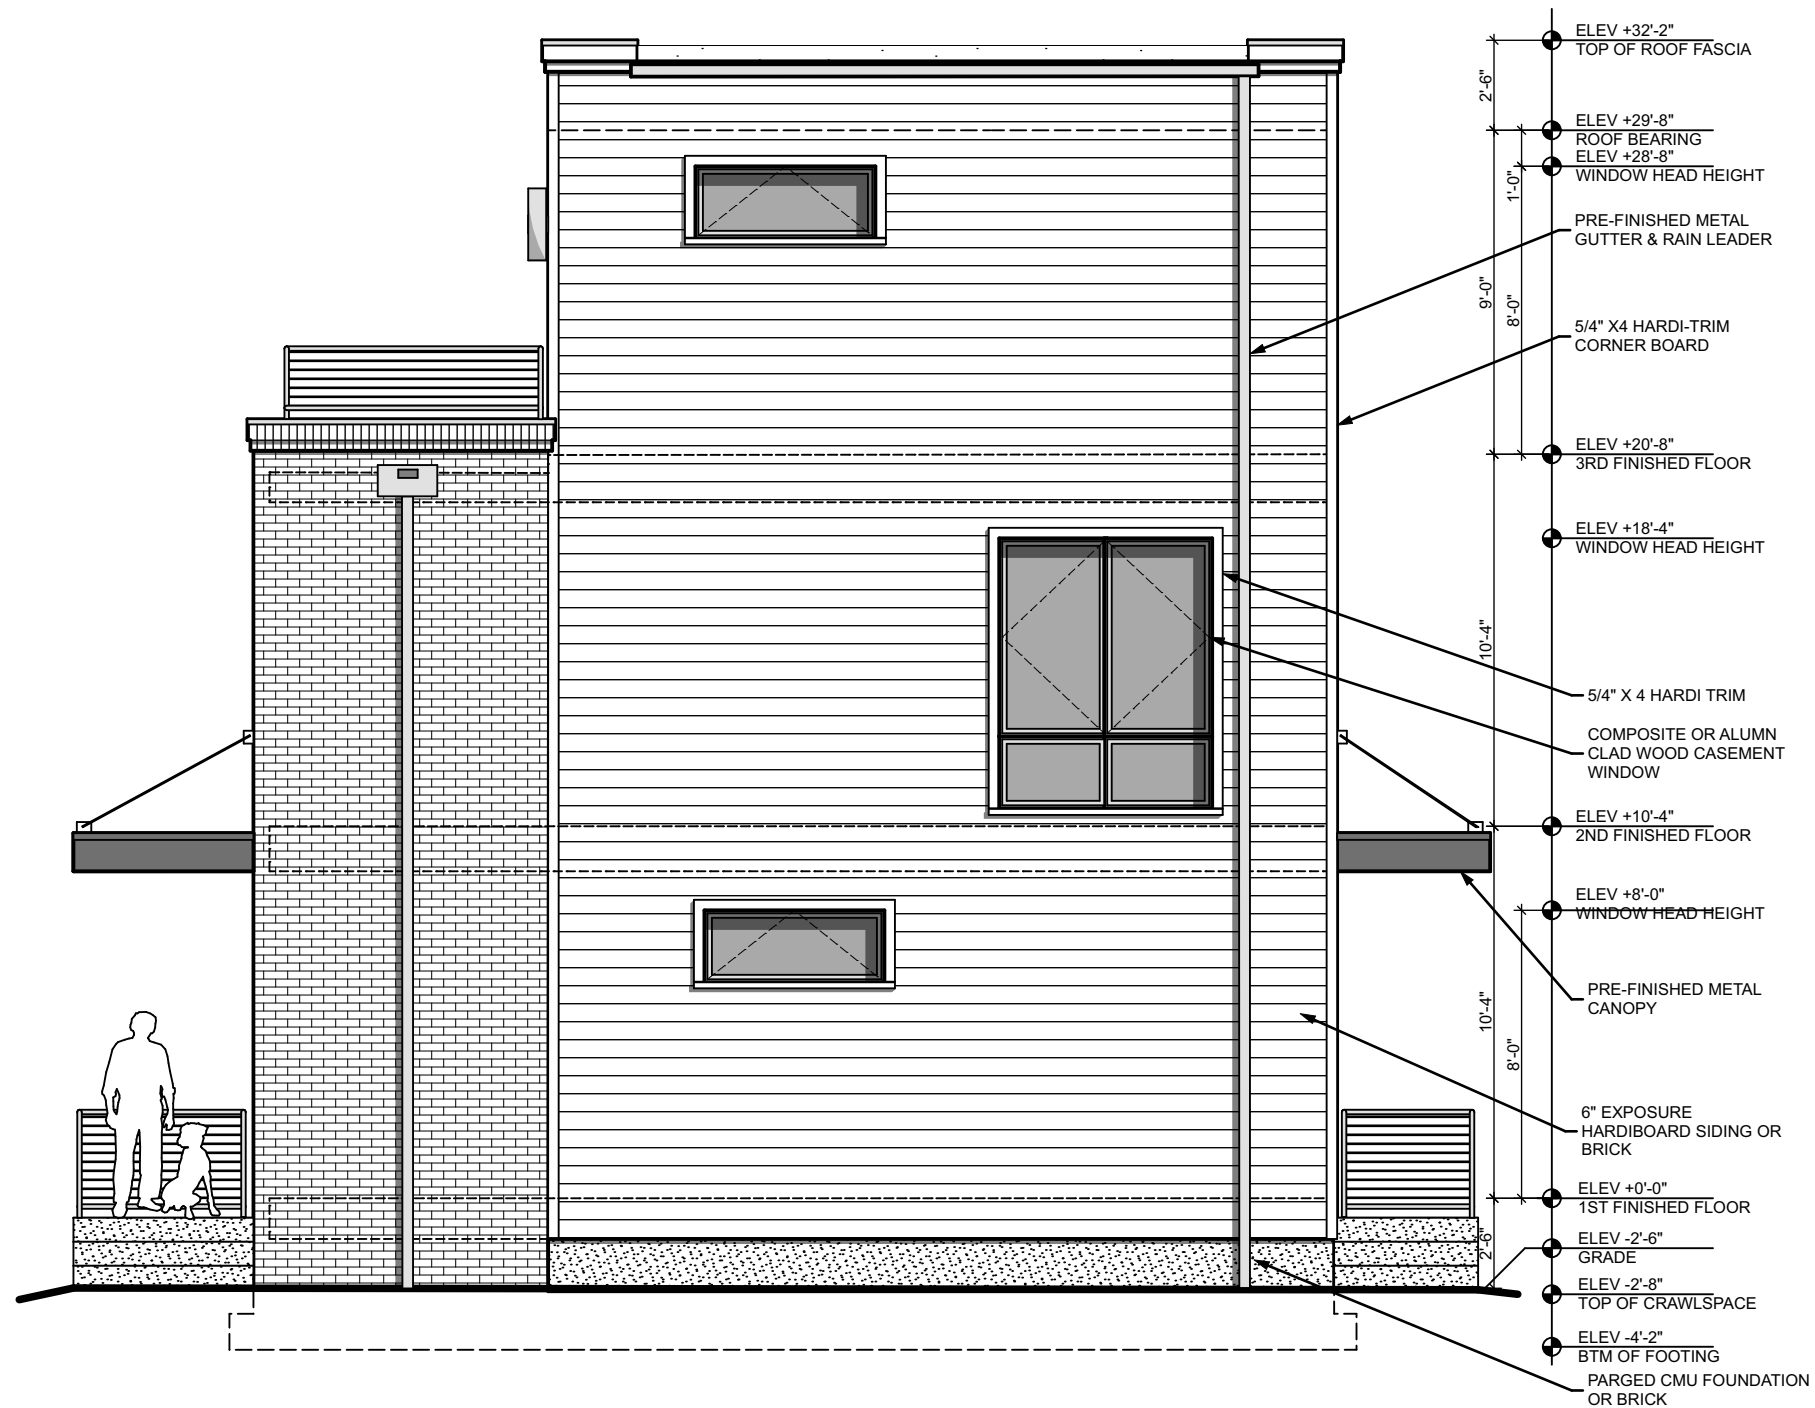 ELEV +32'-2"
TOP OF ROOF FASCIA
2'-6"
ELEV +29'-8"
ROOF BEARING
ELEV +28'-8"
WINDOW HEAD HEIGHT
1'-0"
PRE-FINISHED METAL
GUTTER & RAIN LEADER
9'-0"
8'-0"
5/4" X4 HARDI-TRIM
CORNER BOARD
ELEV +20'-8"
3RD FINISHED FLOOR
ELEV +18'-4"
WINDOW HEAD HEIGHT
10'-4"
5/4" X 4 HARDI TRIM
COMPOSITE OR ALUMN
CLAD WOOD CASEMENT
WINDOW
ELEV +10'-4"
2ND FINISHED FLOOR
ELEV +8'-0"
WINDOW HEAD HEIGHT
PRE-FINISHED METAL
CANOPY
10'-4"
8'-0"
6" EXPOSURE
HARDIBOARD SIDING OR
BRICK
ELEV +0'-0"
1ST FINISHED FLOOR
2'-6"
ELEV -2'-6"
GRADE
ELEV -2'-8"
TOP OF CRAWLSPACE
ELEV -4'-2"
BTM OF FOOTING
PARGED CMU FOUNDATION
OR BRICK